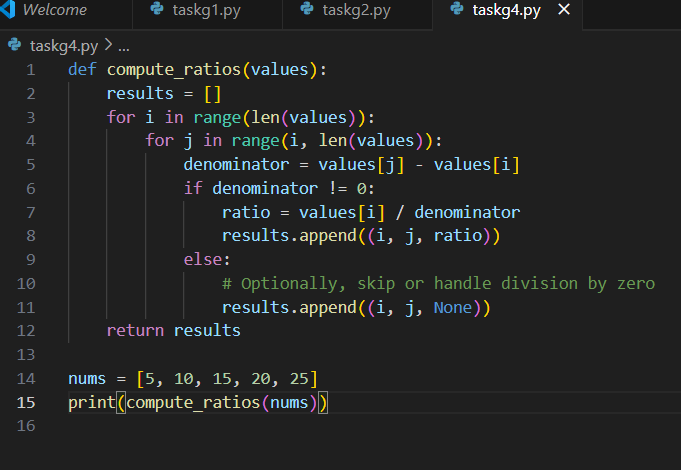 Welcome taskg1.py taskg2.py taskg4.py ✕
taskg4.py > ...
1 def compute_ratios(values):
2     results = []
3     for i in range(len(values)):
4         for j in range(i, len(values)):
5             denominator = values[j] - values[i]
6             if denominator != 0:
7                 ratio = values[i] / denominator
8                 results.append((i, j, ratio))
9             else:
10                 # Optionally, skip or handle division by zero
11                 results.append((i, j, None))
12     return results
13
14 nums = [5, 10, 15, 20, 25]
15 print(compute_ratios(nums))
16